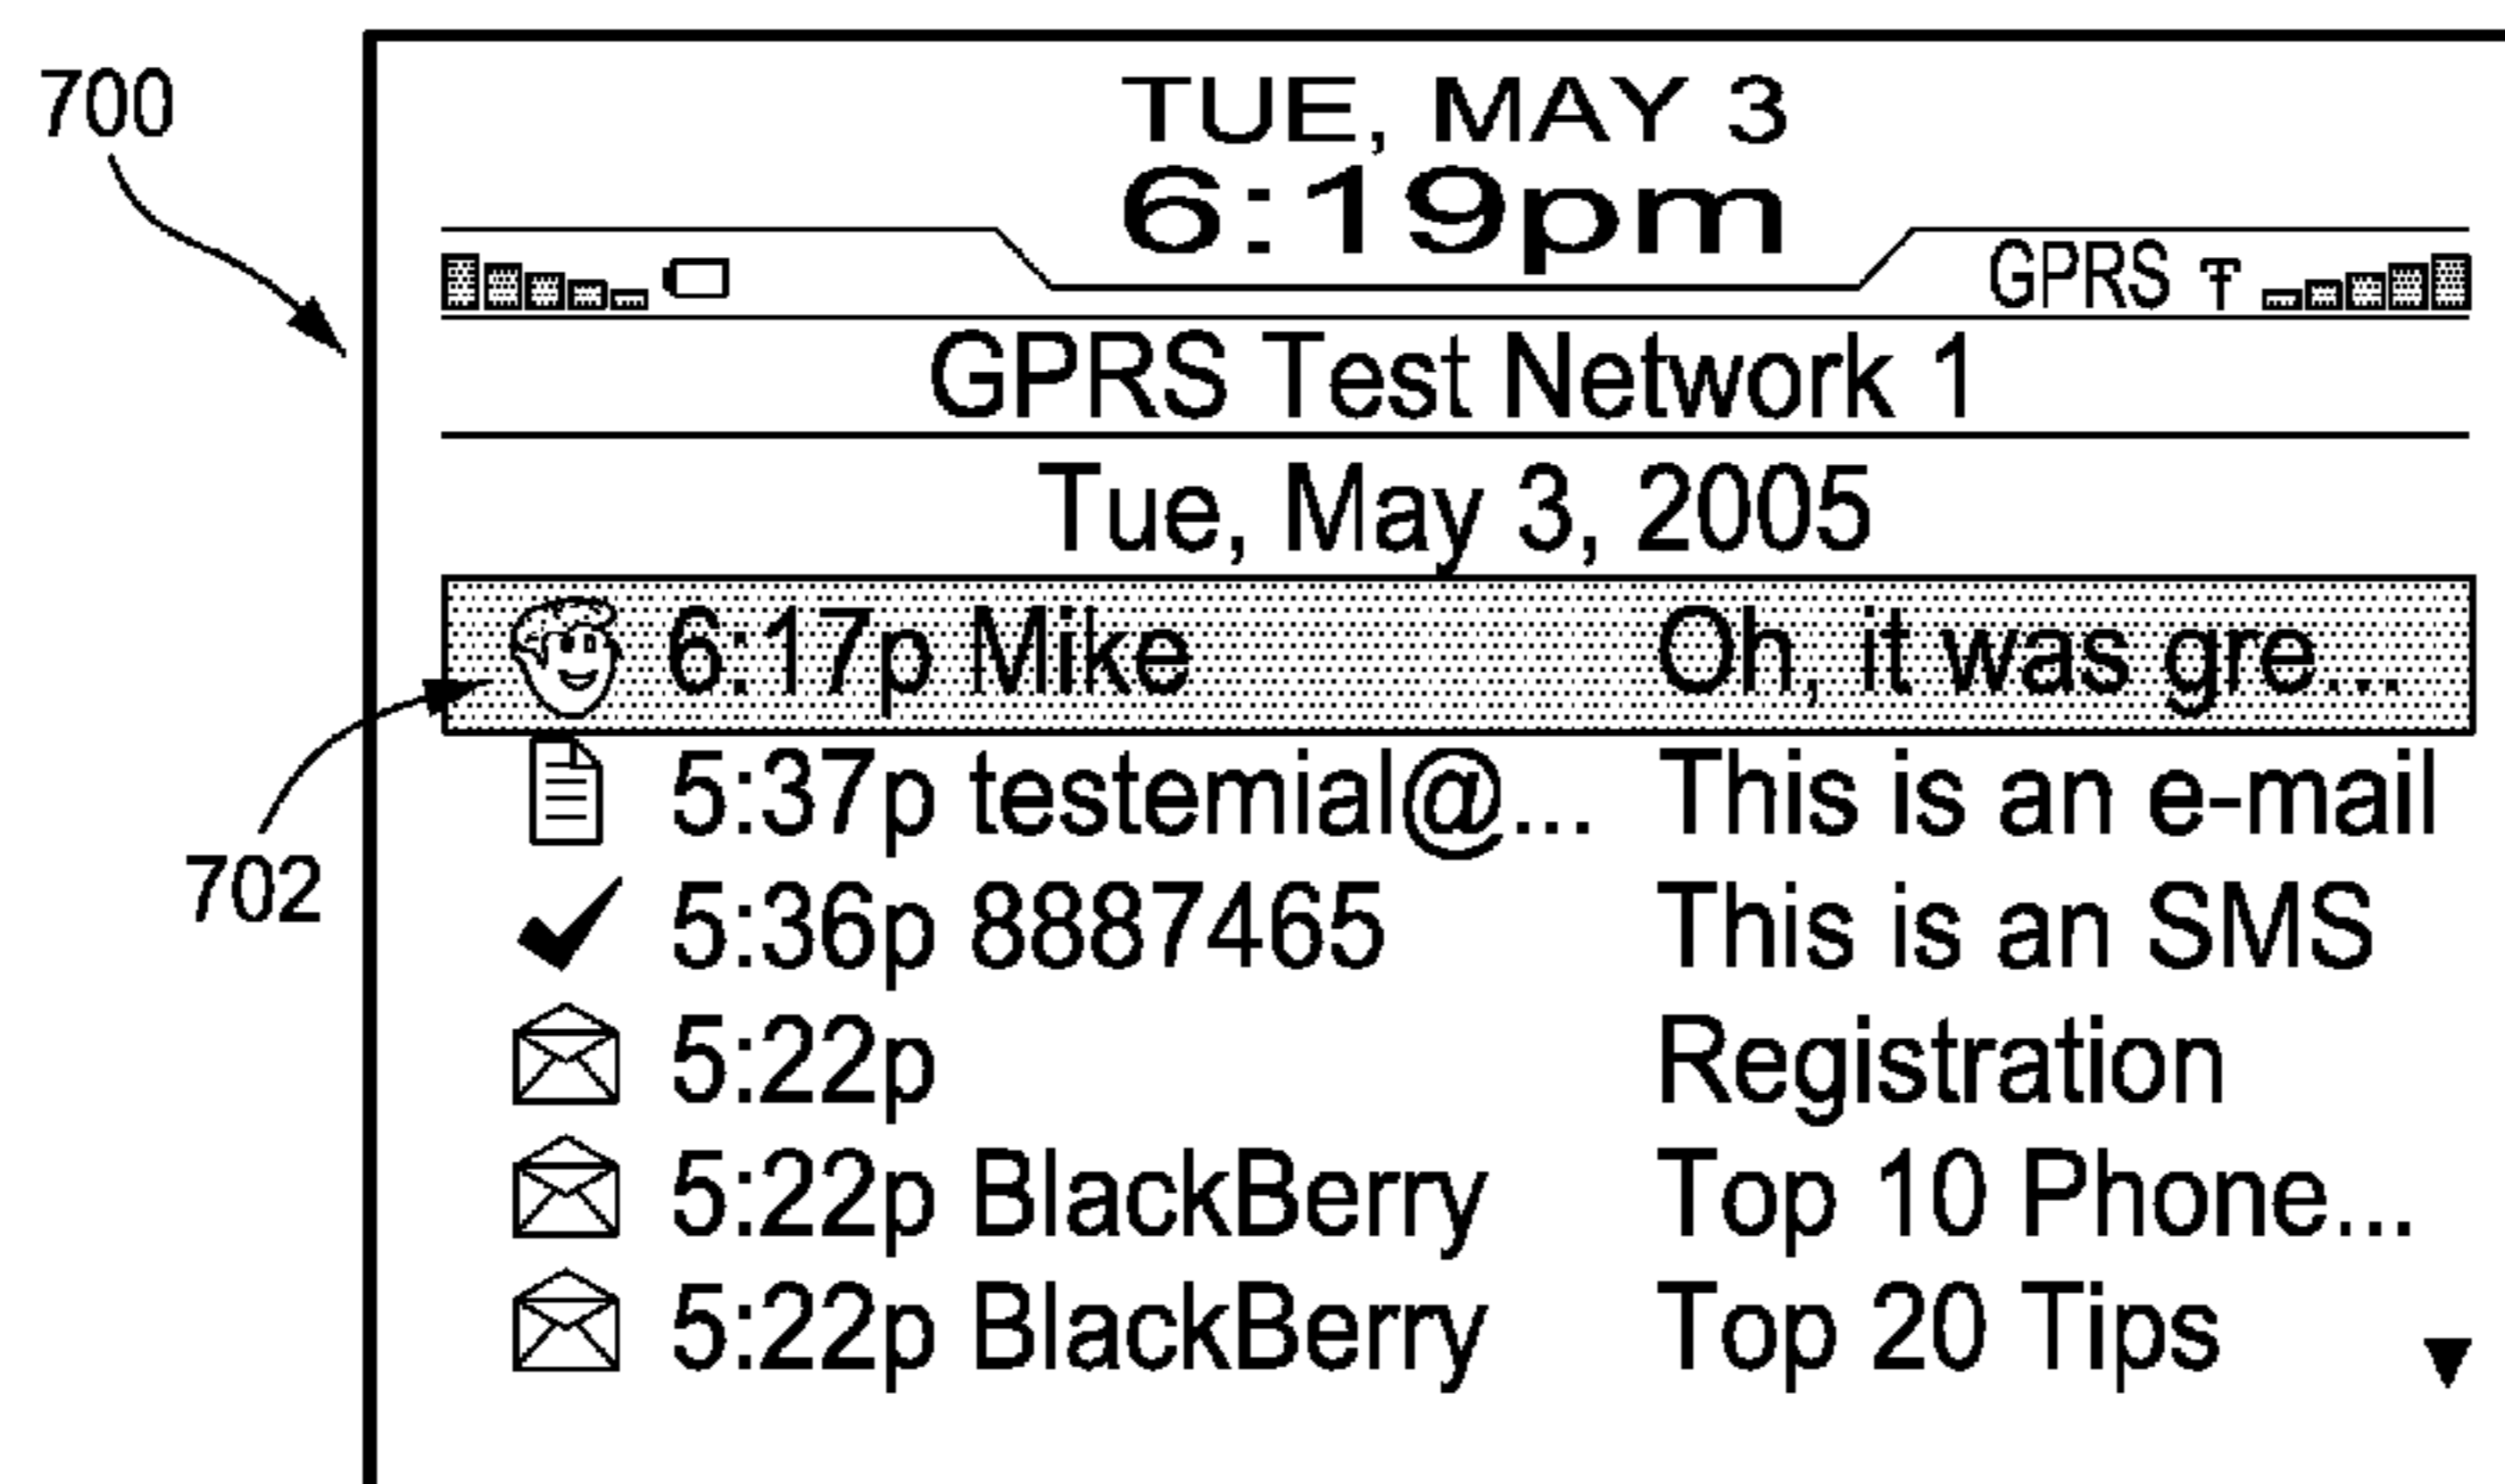 700
TUE, MAY 3
6:19pm
GPRS
GPRS Test Network 1
Tue, May 3, 2005
6:17p Mike Oh, it was gre...
5:37p testemial@... This is an e-mail
702
5:36p 8887465 This is an SMS
5:22p Registration
5:22p BlackBerry Top 10 Phone...
5:22p BlackBerry Top 20 Tips